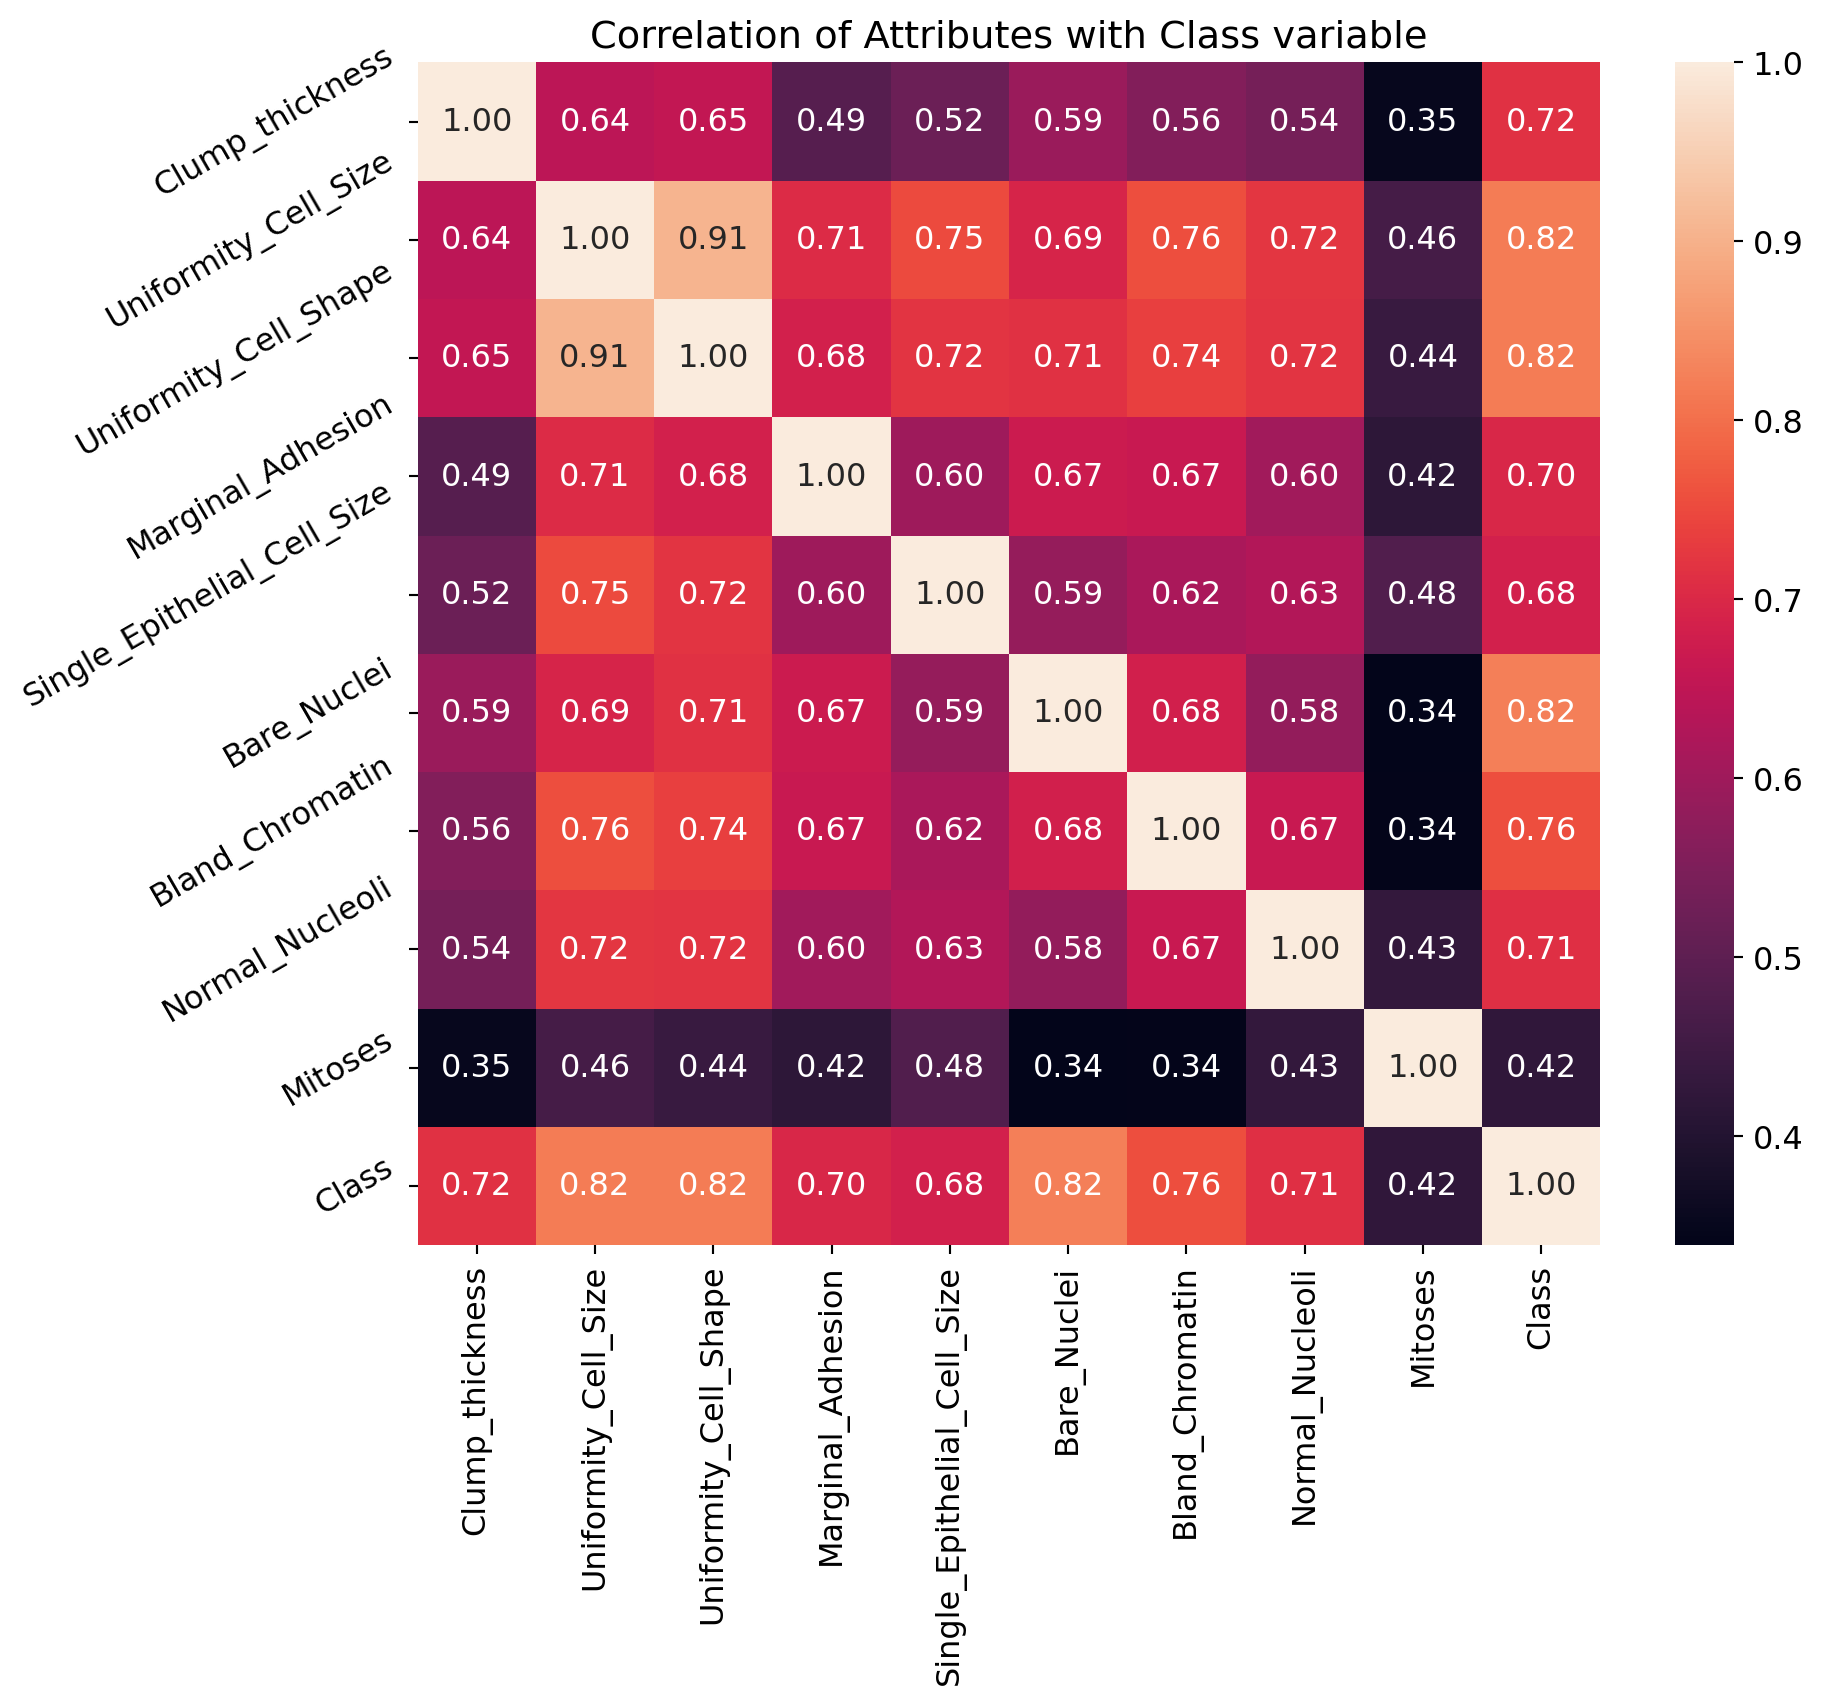 Correlation of Attributes with Class variable
Clump_thickness 1.00 0.64 0.65 0.49 0.52 0.59 0.56 0.54 0.35 0.72
Uniformity_Cell_Size 0.64 1.00 0.91 0.71 0.75 0.69 0.76 0.72 0.46 0.82
Uniformity_Cell_Shape 0.65 0.91 1.00 0.68 0.72 0.71 0.74 0.72 0.44 0.82
Marginal_Adhesion 0.49 0.71 0.68 1.00 0.60 0.67 0.67 0.60 0.42 0.70
Single_Epithelial_Cell_Size 0.52 0.75 0.72 0.60 1.00 0.59 0.62 0.63 0.48 0.68
Bare_Nuclei 0.59 0.69 0.71 0.67 0.59 1.00 0.68 0.58 0.34 0.82
Bland_Chromatin 0.56 0.76 0.74 0.67 0.62 0.68 1.00 0.67 0.34 0.76
Normal_Nucleoli 0.54 0.72 0.72 0.60 0.63 0.58 0.67 1.00 0.43 0.71
Mitoses 0.35 0.46 0.44 0.42 0.48 0.34 0.34 0.43 1.00 0.42
Class 0.72 0.82 0.82 0.70 0.68 0.82 0.76 0.71 0.42 1.00
Clump_thickness
Uniformity_Cell_Size
Uniformity_Cell_Shape
Marginal_Adhesion
Single_Epithelial_Cell_Size
Bare_Nuclei
Bland_Chromatin
Normal_Nucleoli
Mitoses
Class
1.0
0.9
0.8
0.7
0.6
0.5
0.4